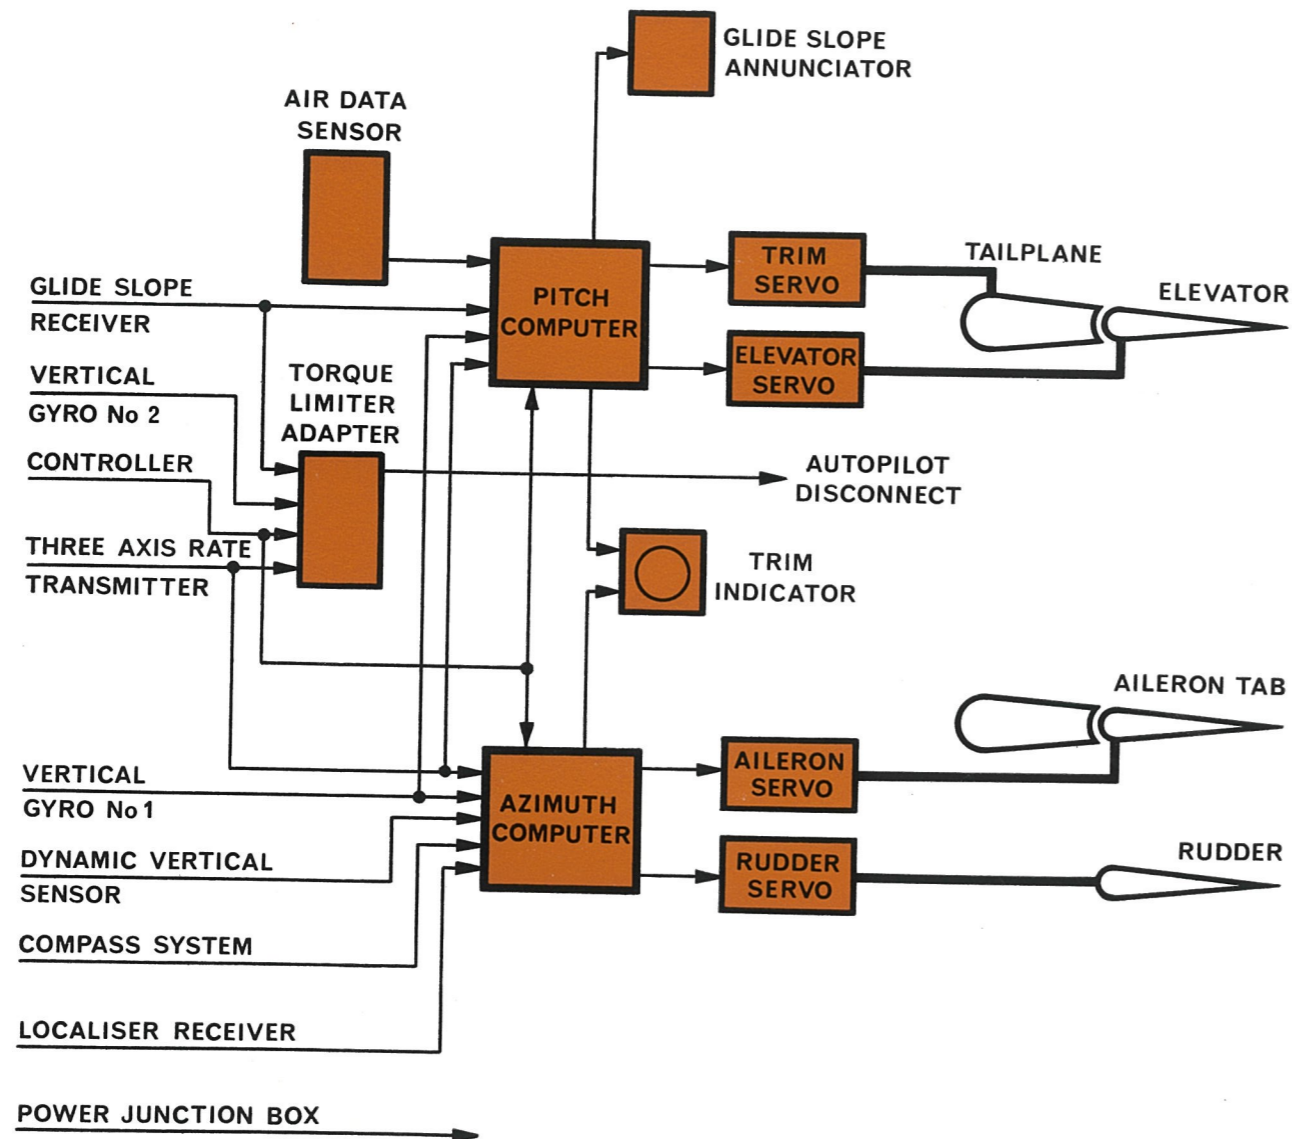 GLIDE SLOPE
ANNUNCIATOR
AIR DATA
SENSOR
GLIDE SLOPE
RECEIVER
PITCH
COMPUTER
TRIM
SERVO
TAILPLANE
ELEVATOR
ELEVATOR
SERVO
VERTICAL
GYRO No 2
TORQUE
LIMITER
ADAPTER
CONTROLLER
AUTOPILOT
DISCONNECT
THREE AXIS RATE
TRANSMITTER
TRIM
INDICATOR
AILERON TAB
VERTICAL
GYRO No 1
AZIMUTH
COMPUTER
AILERON
SERVO
DYNAMIC VERTICAL
SENSOR
RUDDER
SERVO
RUDDER
COMPASS SYSTEM
LOCALISER RECEIVER
POWER JUNCTION BOX